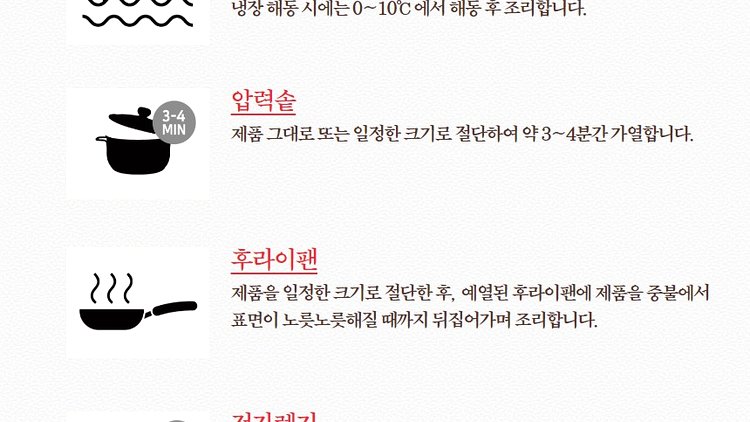 냉장 해동 시에는 0~10℃ 에서 해동 후 조리합니다.
압력솥
3-4
MIN
제품 그대로 또는 일정한 크기로 절단하여 약 3~4분간 가열합니다.
후라이팬
제품을 일정한 크기로 절단한 후, 예열된 후라이팬에 제품을 중불에서
표면이 노릇노릇해질 때까지 뒤집어가며 조리합니다.
전자렌지